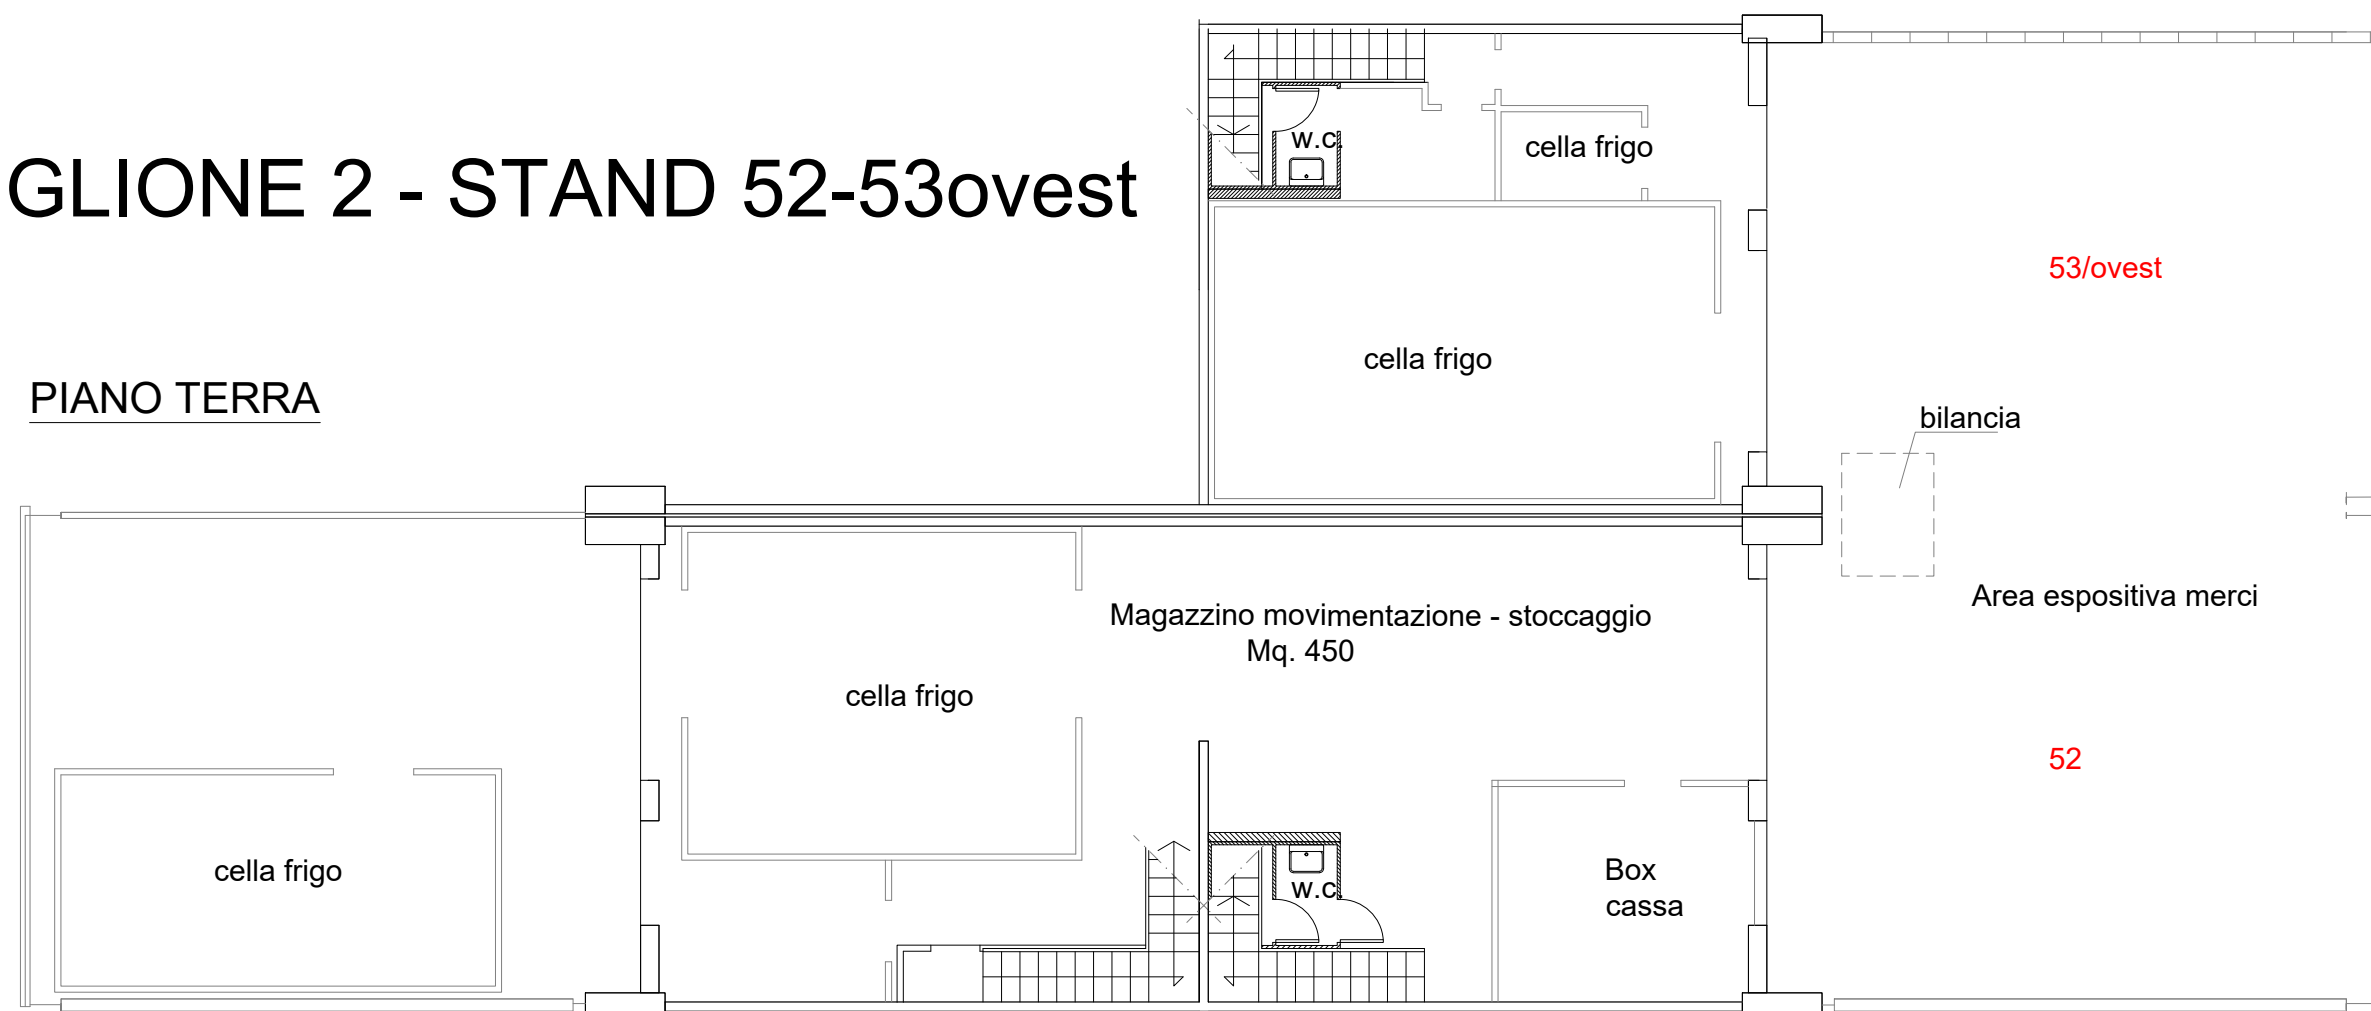 GLIONE 2 - STAND 52-53ovest
PIANO TERRA
w.c.
cella frigo
53/ovest
cella frigo
bilancia
Area espositiva merci
Magazzino movimentazione - stoccaggio
Mq. 450
cella frigo
52
cella frigo
w.c.
Box
cassa